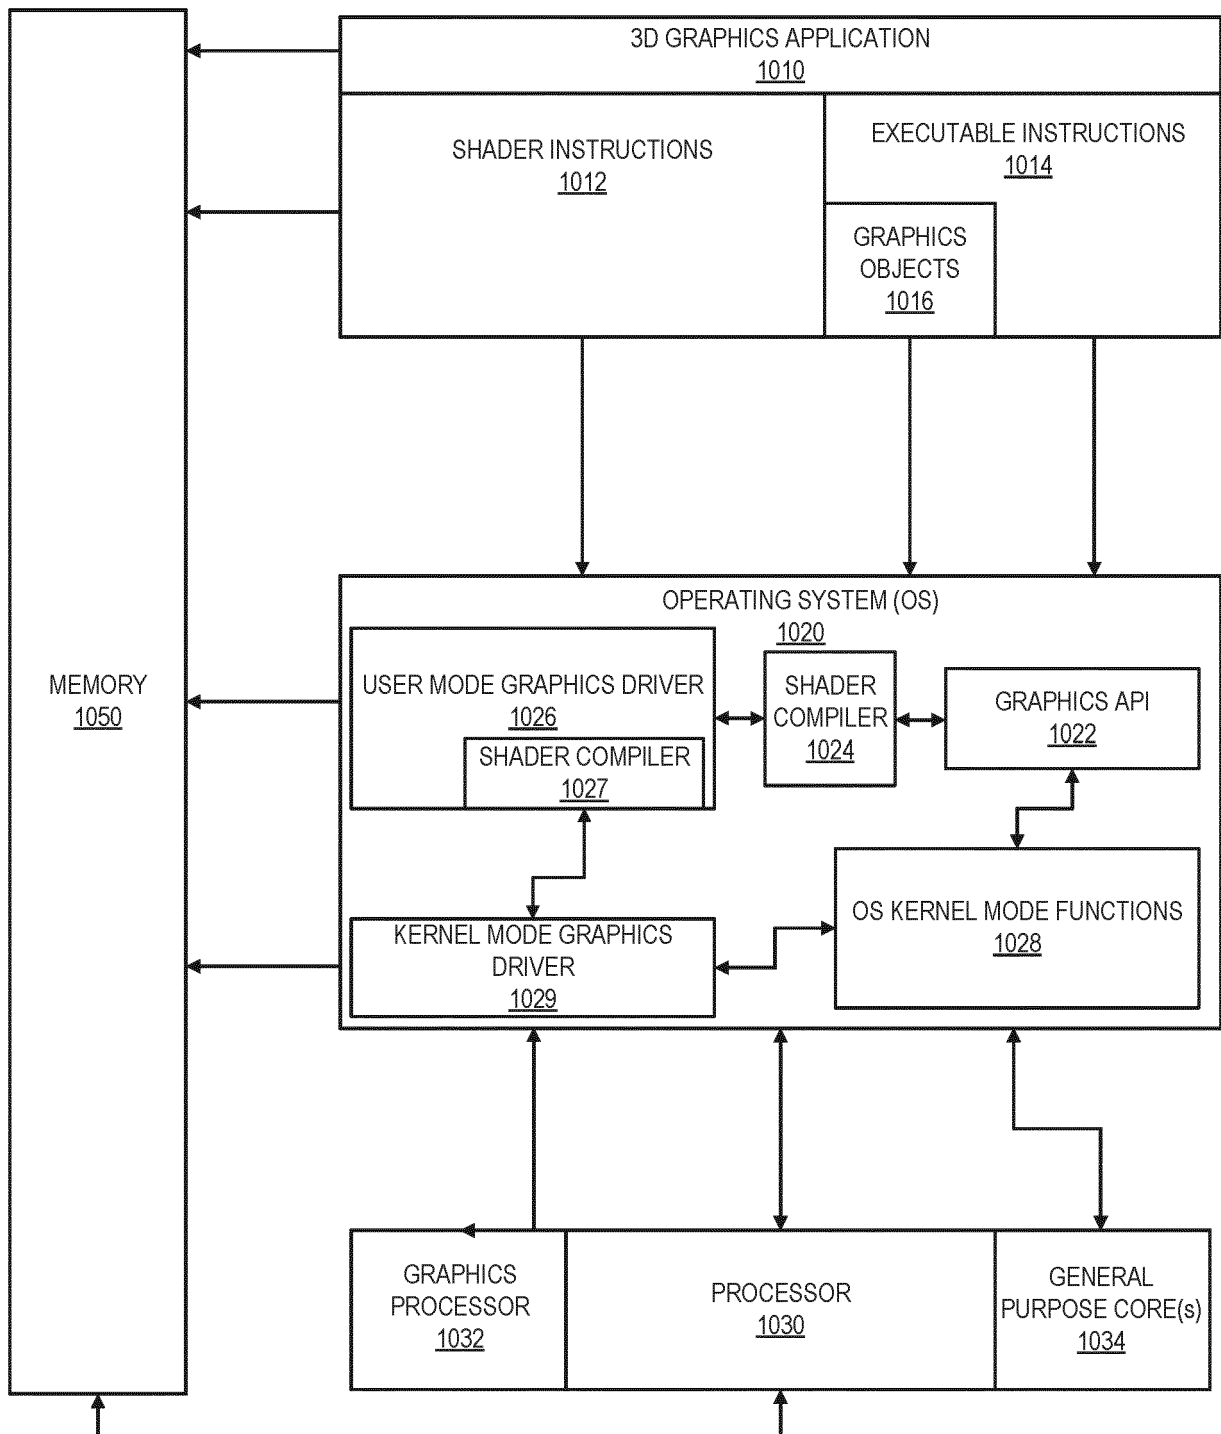 3D GRAPHICS APPLICATION
1010
SHADER INSTRUCTIONS
1012
EXECUTABLE INSTRUCTIONS
1014
GRAPHICS
OBJECTS
1016
MEMORY
1050
OPERATING SYSTEM (OS)
1020
USER MODE GRAPHICS DRIVER
1026
SHADER COMPILER
1027
SHADER
COMPILER
1024
GRAPHICS API
1022
KERNEL MODE GRAPHICS
DRIVER
1029
OS KERNEL MODE FUNCTIONS
1028
GRAPHICS
PROCESSOR
1032
PROCESSOR
1030
GENERAL
PURPOSE CORE(s)
1034